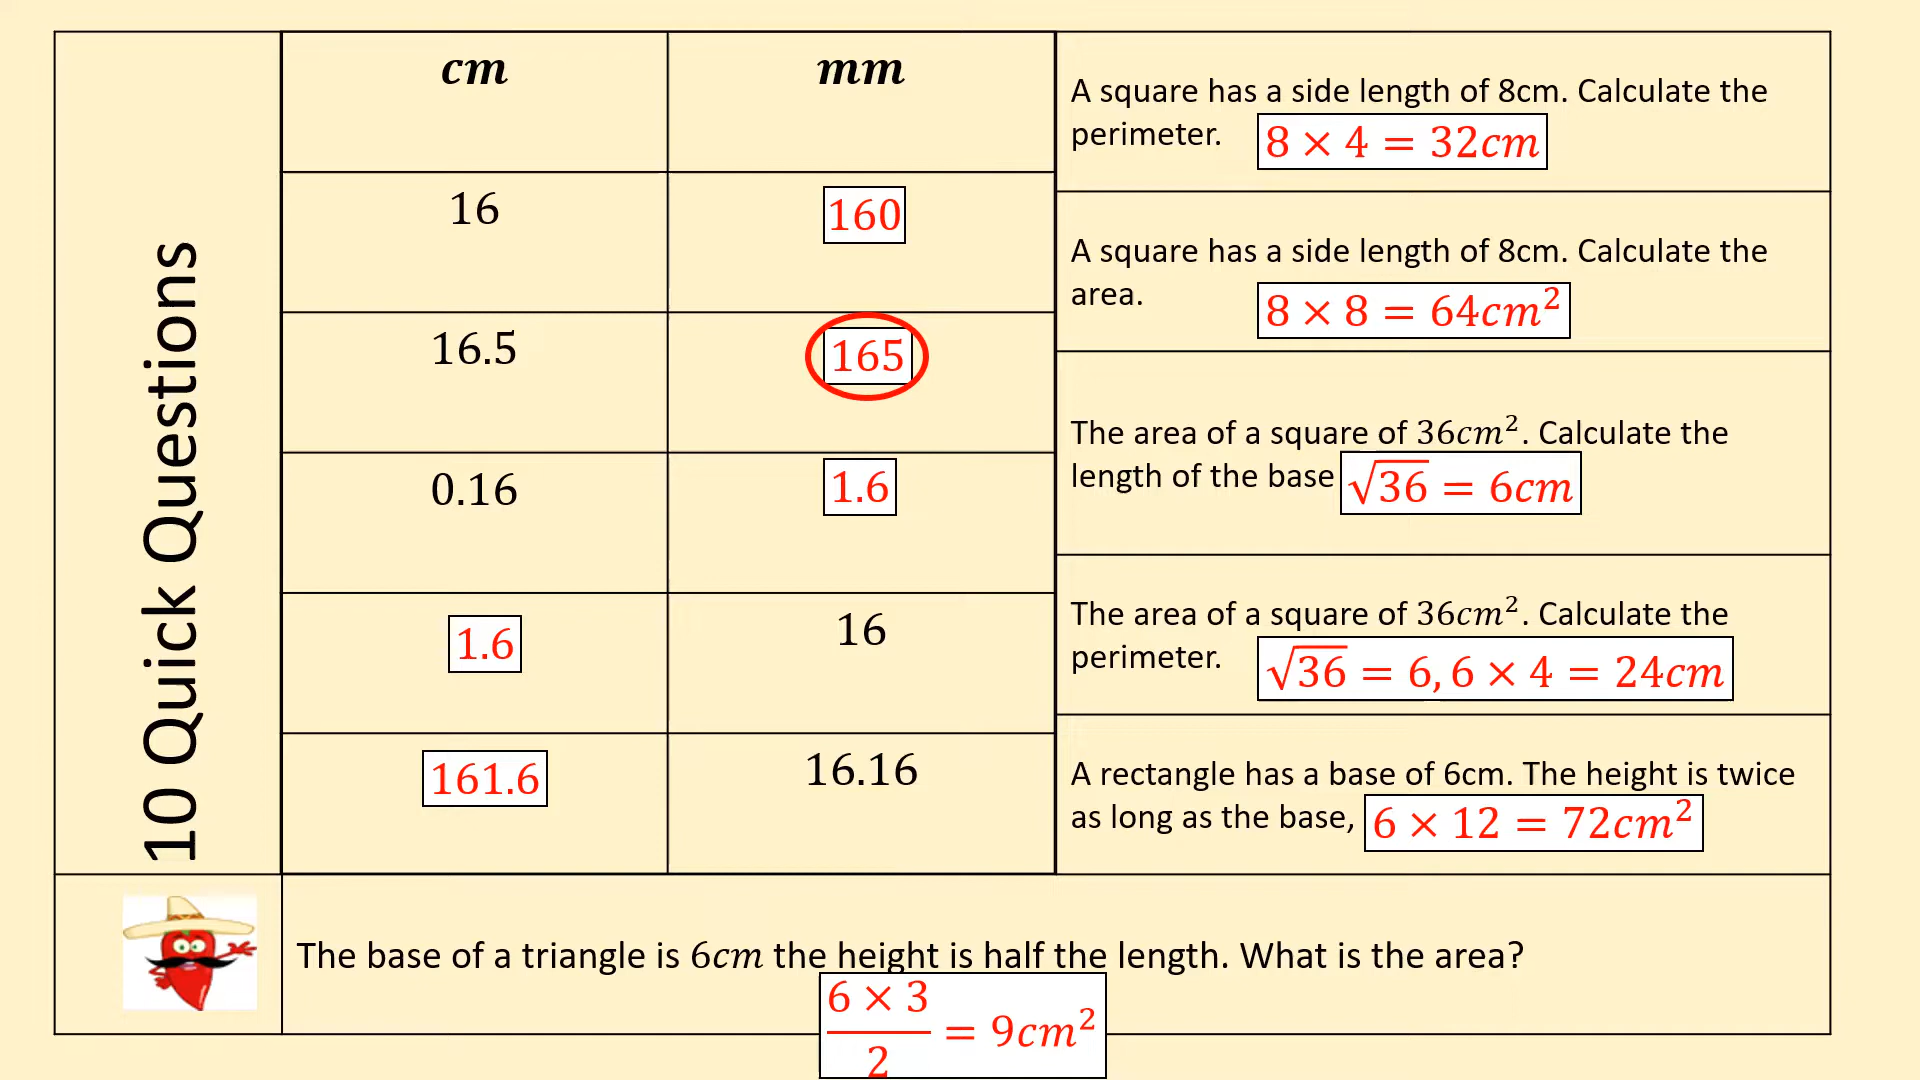 10 Quick Questions
cm mm
16 160
16.5 165
0.16 1.6
1.6 16
161.6 16.16
A square has a side length of 8cm. Calculate the
perimeter. 8 × 4 = 32cm
A square has a side length of 8cm. Calculate the
area. 8 × 8 = 64cm²
The area of a square of 36cm². Calculate the
length of the base √36 = 6cm
The area of a square of 36cm². Calculate the
perimeter. √36 = 6, 6 × 4 = 24cm
A rectangle has a base of 6cm. The height is twice
as long as the base, 6 × 12 = 72cm²
The base of a triangle is 6cm the height is half the length. What is the area?
6 × 3
2
= 9cm²